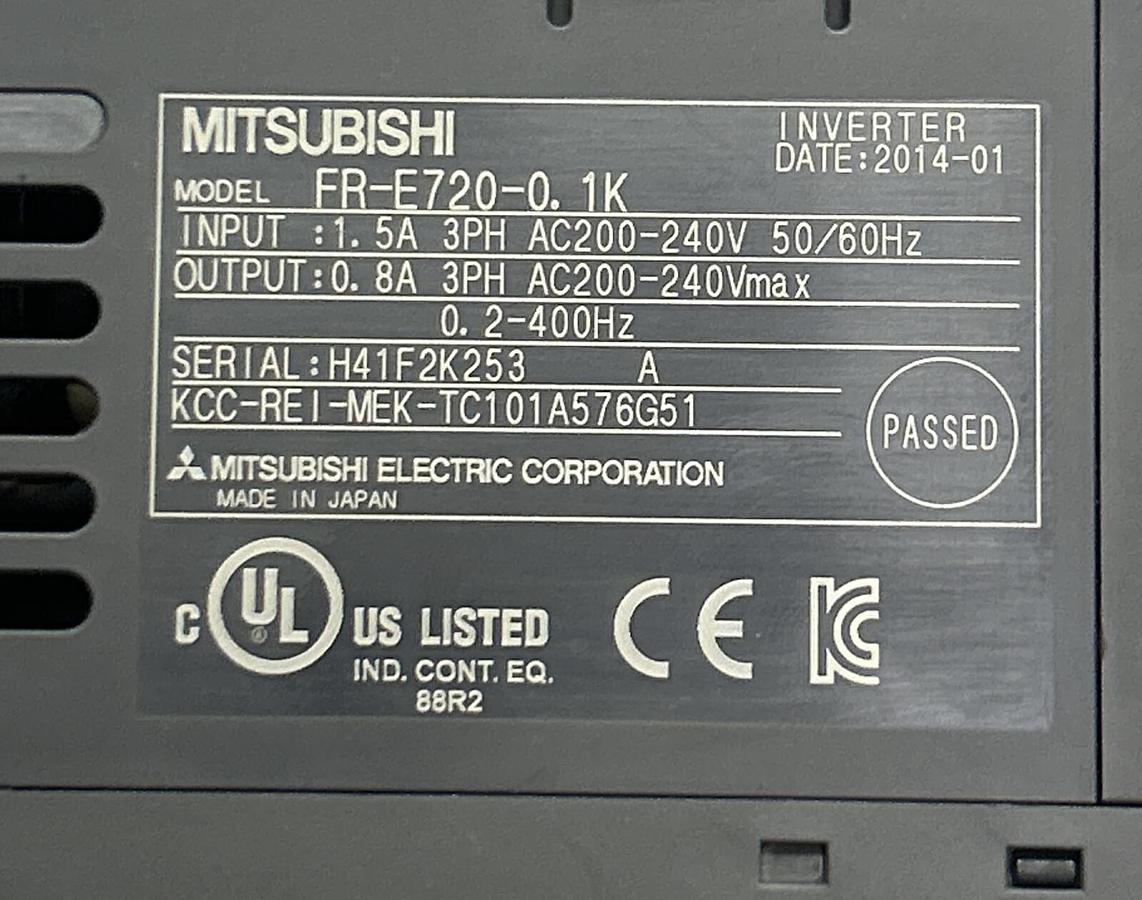 MITSUBISHI
INVERTER
DATE:2014-01
MODEL FR-E720-0.1K
INPUT :1.5A 3PH AC200-240V 50/60Hz
OUTPUT:0.8A 3PH AC200-240Vmax
0.2-400Hz
SERIAL:H41F2K253 A
KCC-REI-MEK-TC101A576G51
PASSED
MITSUBISHI ELECTRIC CORPORATION
MADE IN JAPAN
C UL US LISTED
IND. CONT. EQ.
88R2
CE KC